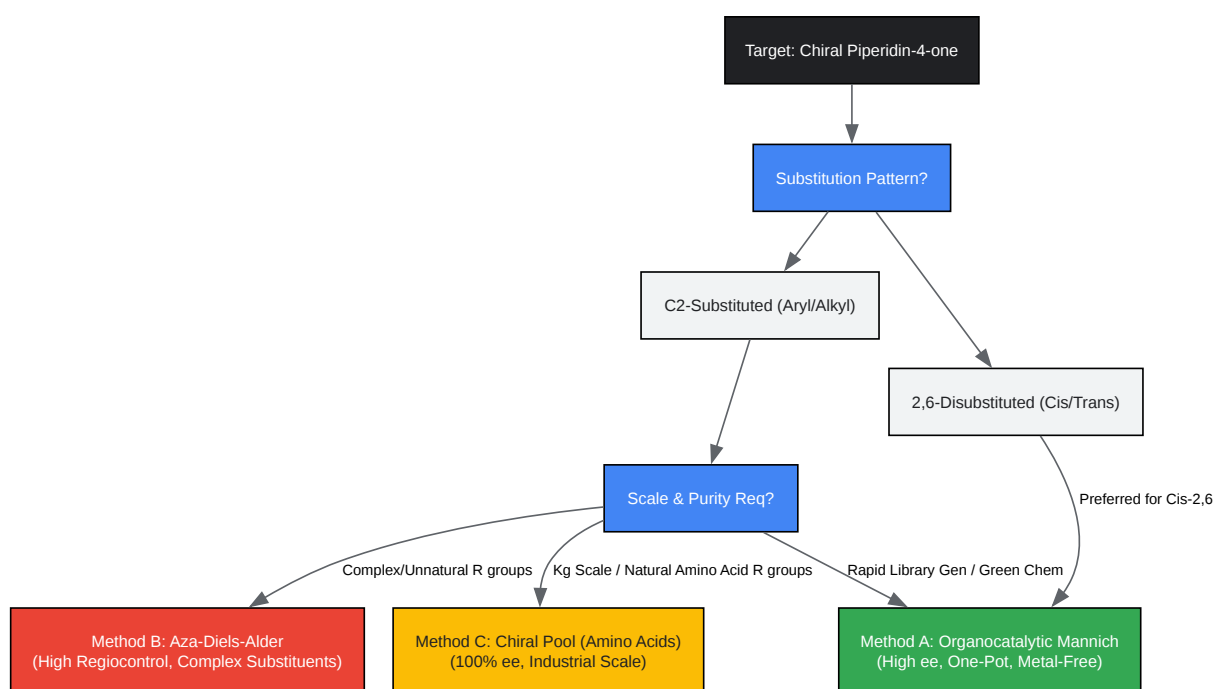 Target: Chiral Piperidin-4-one
Substitution Pattern?
C2-Substituted (Aryl/Alkyl)
2,6-Disubstituted (Cis/Trans)
Scale & Purity Req?
Preferred for Cis-2,6
Complex/Unnatural R groups
Kg Scale / Natural Amino Acid R groups
Rapid Library Gen / Green Chem
Method B: Aza-Diels-Alder
(High Regiocontrol, Complex Substituents)
Method C: Chiral Pool (Amino Acids)
(100% ee, Industrial Scale)
Method A: Organocatalytic Mannich
(High ee, One-Pot, Metal-Free)